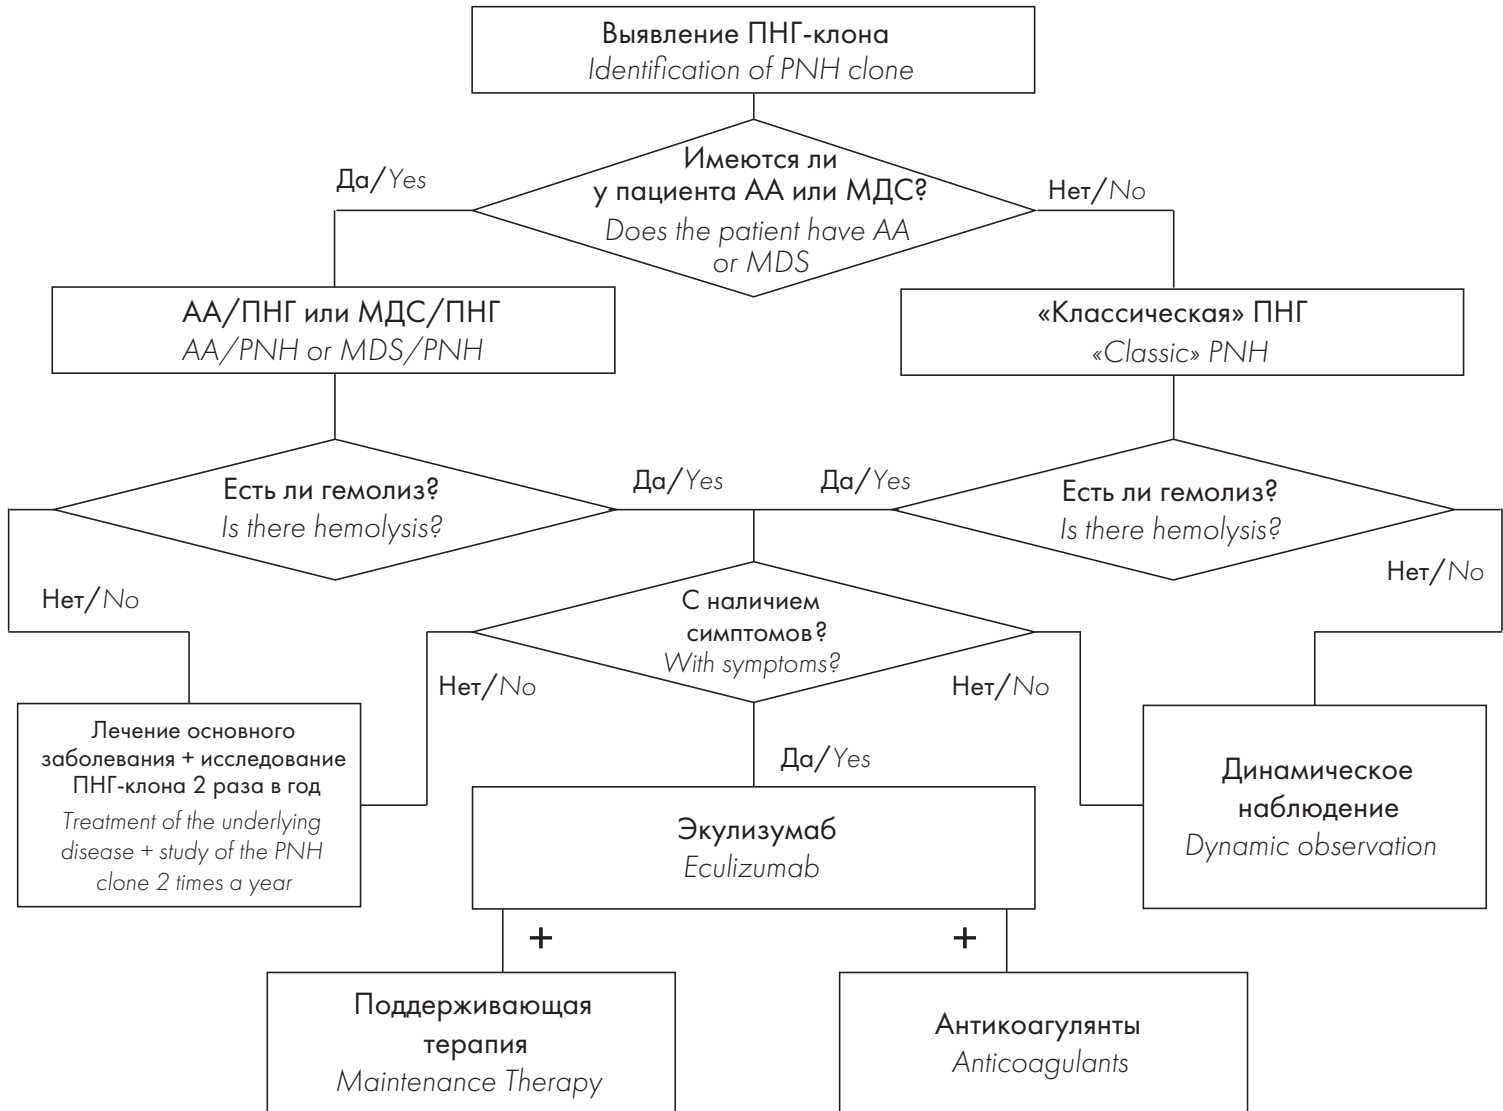 Выявление ПНГ-клона
Identification of PNH clone
Имеются ли
у пациента АА или МДС?
Does the patient have AA
or MDS
Да/Yes
Нет/No
АА/ПНГ или МДС/ПНГ
AA/PNH or MDS/PNH
«Классическая» ПНГ
«Classic» PNH
Есть ли гемолиз?
Is there hemolysis?
Да/Yes
Да/Yes
Есть ли гемолиз?
Is there hemolysis?
Нет/No
Нет/No
С наличием
симптомов?
With symptoms?
Нет/No
Нет/No
Да/Yes
Лечение основного
заболевания + исследование
ПНГ-клона 2 раза в год
Treatment of the underlying
disease + study of the PNH
clone 2 times a year
Экулизумаб
Eculizumab
Динамическое
наблюдение
Dynamic observation
+
+
Поддерживающая
терапия
Maintenance Therapy
Антикоагулянты
Anticoagulants